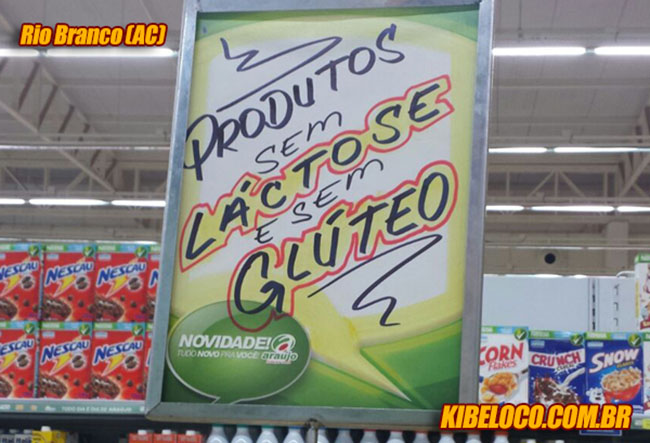 Rio Branco (AC)
PRODUTOS
SEM
LÁCTOSE
E SEM
GLÚTEO
NOVIDADE!
TUDO NOVO PRA VOCÊ araujo
NESCAU NESCAU NESCAU
ESCAU NESCAU NESCAU
CORN Flakes
CRUNCH
SNOW
KIBELOCO.COM.BR